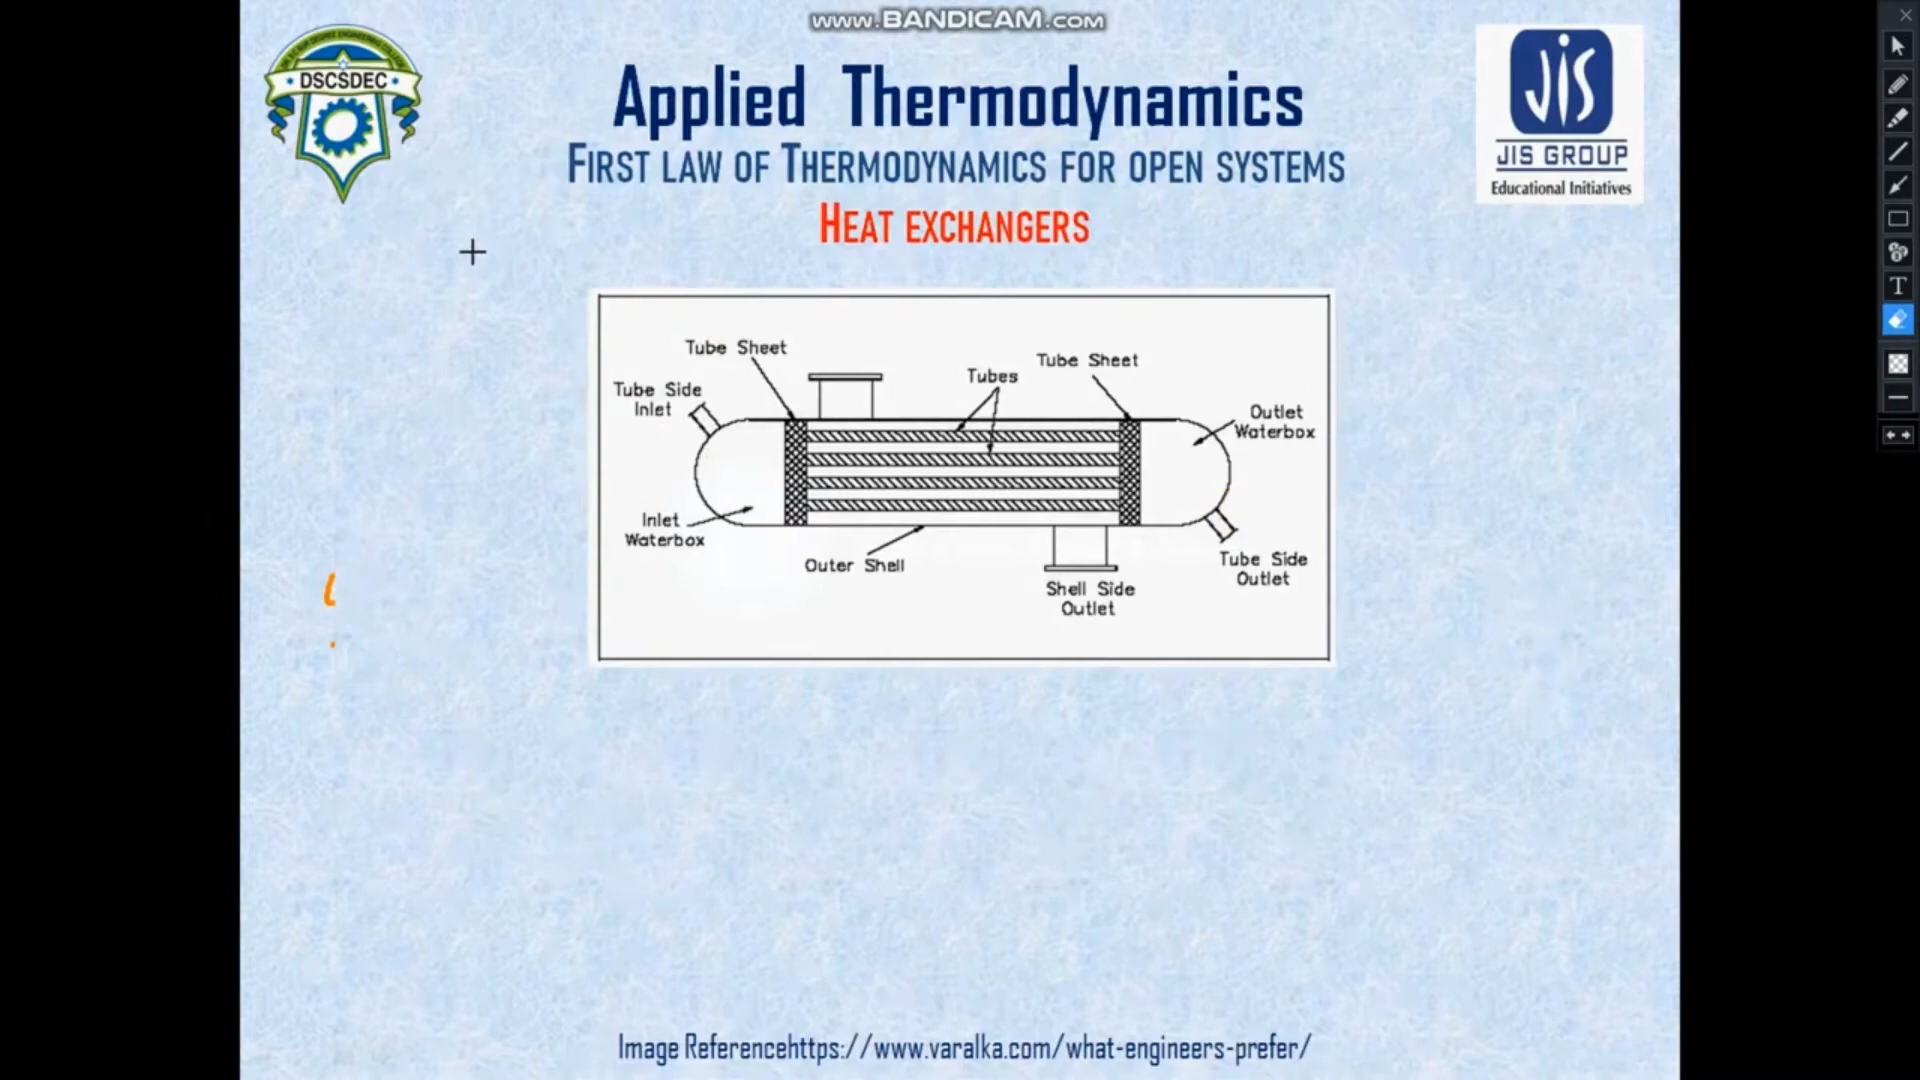 www.BANDICAM.com
DSCSDEC
Applied Thermodynamics
FIRST LAW OF THERMODYNAMICS FOR OPEN SYSTEMS
HEAT EXCHANGERS
JIS
JIS GROUP
Educational Initiatives
Tube Sheet
Tube Sheet
Tubes
Tube Side
Inlet
Outlet
Waterbox
Inlet
Waterbox
Outer Shell
Tube Side
Outlet
Shell Side
Outlet
T
Image Referencehttps://www.varalka.com/what-engineers-prefer/